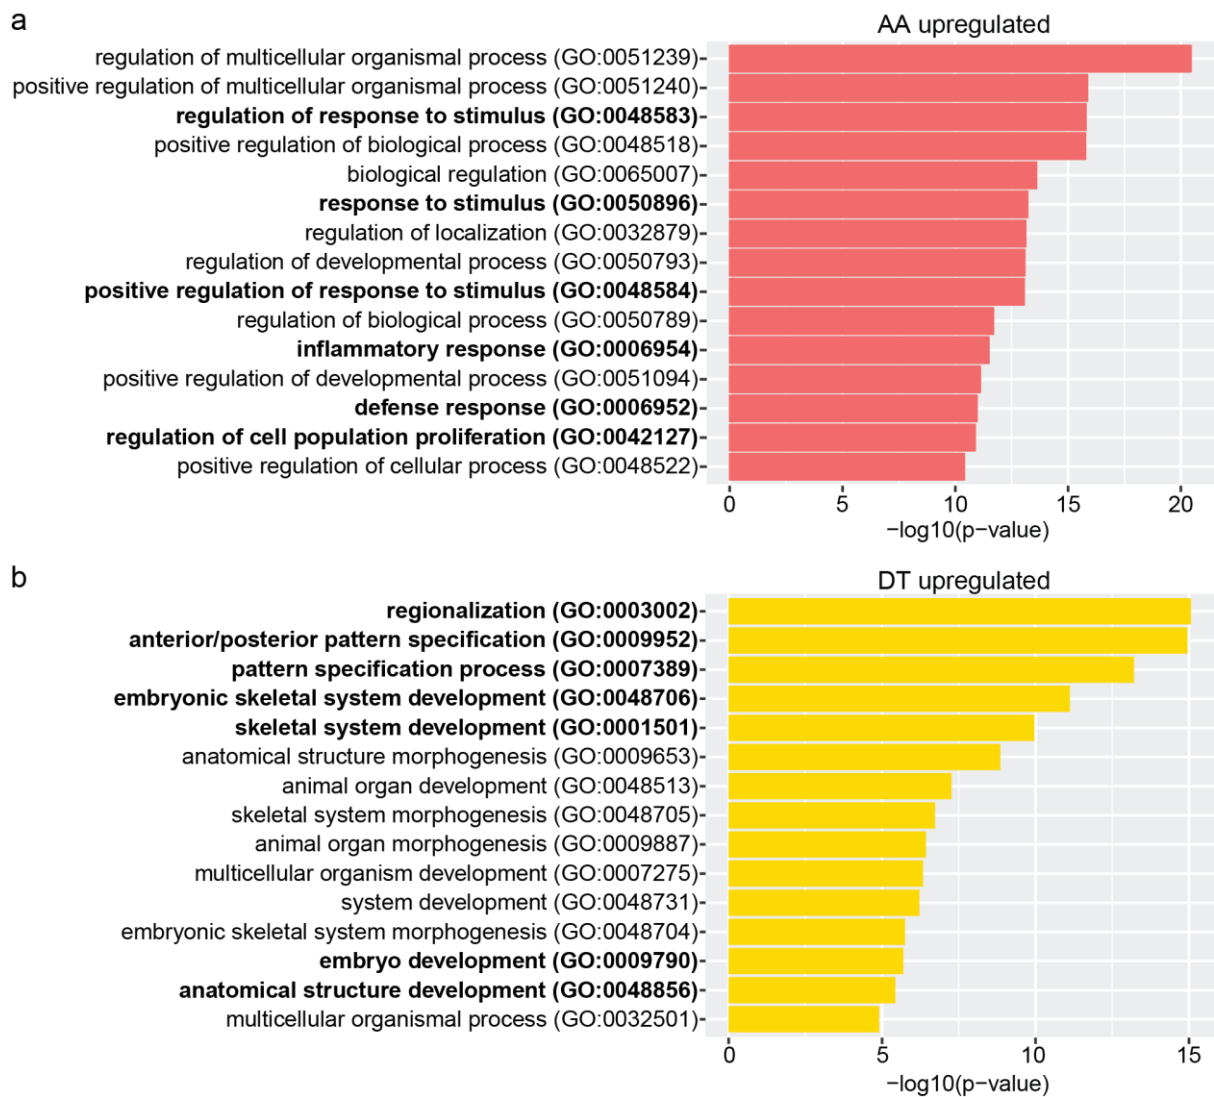 a
AA upregulated
regulation of multicellular organismal process (GO:0051239)
positive regulation of multicellular organismal process (GO:0051240)
regulation of response to stimulus (GO:0048583)
positive regulation of biological process (GO:0048518)
biological regulation (GO:0065007)
response to stimulus (GO:0050896)
regulation of localization (GO:0032879)
regulation of developmental process (GO:0050793)
positive regulation of response to stimulus (GO:0048584)
regulation of biological process (GO:0050789)
inflammatory response (GO:0006954)
positive regulation of developmental process (GO:0051094)
defense response (GO:0006952)
regulation of cell population proliferation (GO:0042127)
positive regulation of cellular process (GO:0048522)
0 5 10 15 20
−log10(p−value)
b
DT upregulated
regionalization (GO:0003002)
anterior/posterior pattern specification (GO:0009952)
pattern specification process (GO:0007389)
embryonic skeletal system development (GO:0048706)
skeletal system development (GO:0001501)
anatomical structure morphogenesis (GO:0009653)
animal organ development (GO:0048513)
skeletal system morphogenesis (GO:0048705)
animal organ morphogenesis (GO:0009887)
multicellular organism development (GO:0007275)
system development (GO:0048731)
embryonic skeletal system morphogenesis (GO:0048704)
embryo development (GO:0009790)
anatomical structure development (GO:0048856)
multicellular organismal process (GO:0032501)
0 5 10 15
−log10(p−value)